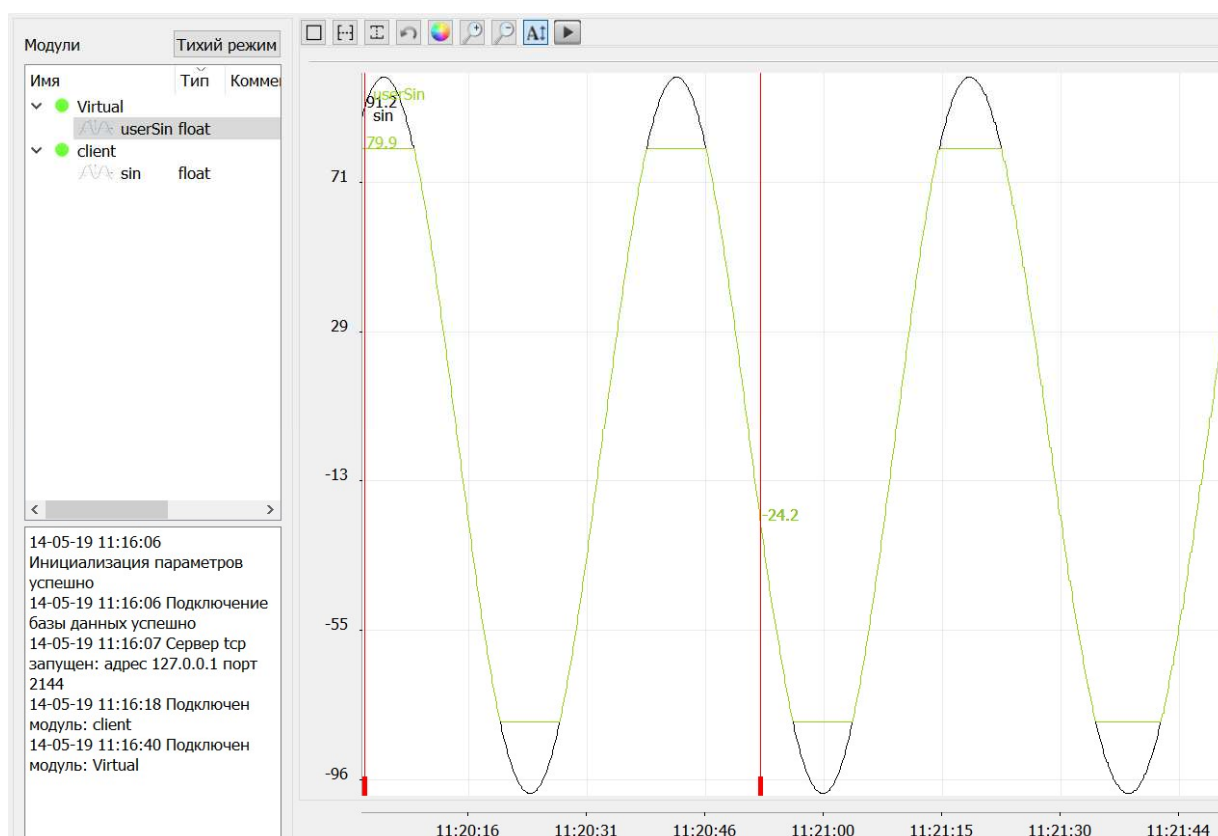 Модули
Тихий режим
Имя Тип
Virtual
userSin float
client
sin float
14-05-19 11:16:06
Инициализация параметров
успешно
14-05-19 11:16:06 Подключение
базы данных успешно
14-05-19 11:16:07 Сервер tcp
запущен: адрес 127.0.0.1 порт
2144
14-05-19 11:16:18 Подключен
модуль: client
14-05-19 11:16:40 Подключен
модуль: Virtual
A
userSin
91.2
sin
79.9
71
29
-13
-24.2
-55
-96
11:20:16 11:20:31 11:20:46 11:21:00 11:21:15 11:21:30 11:21:44